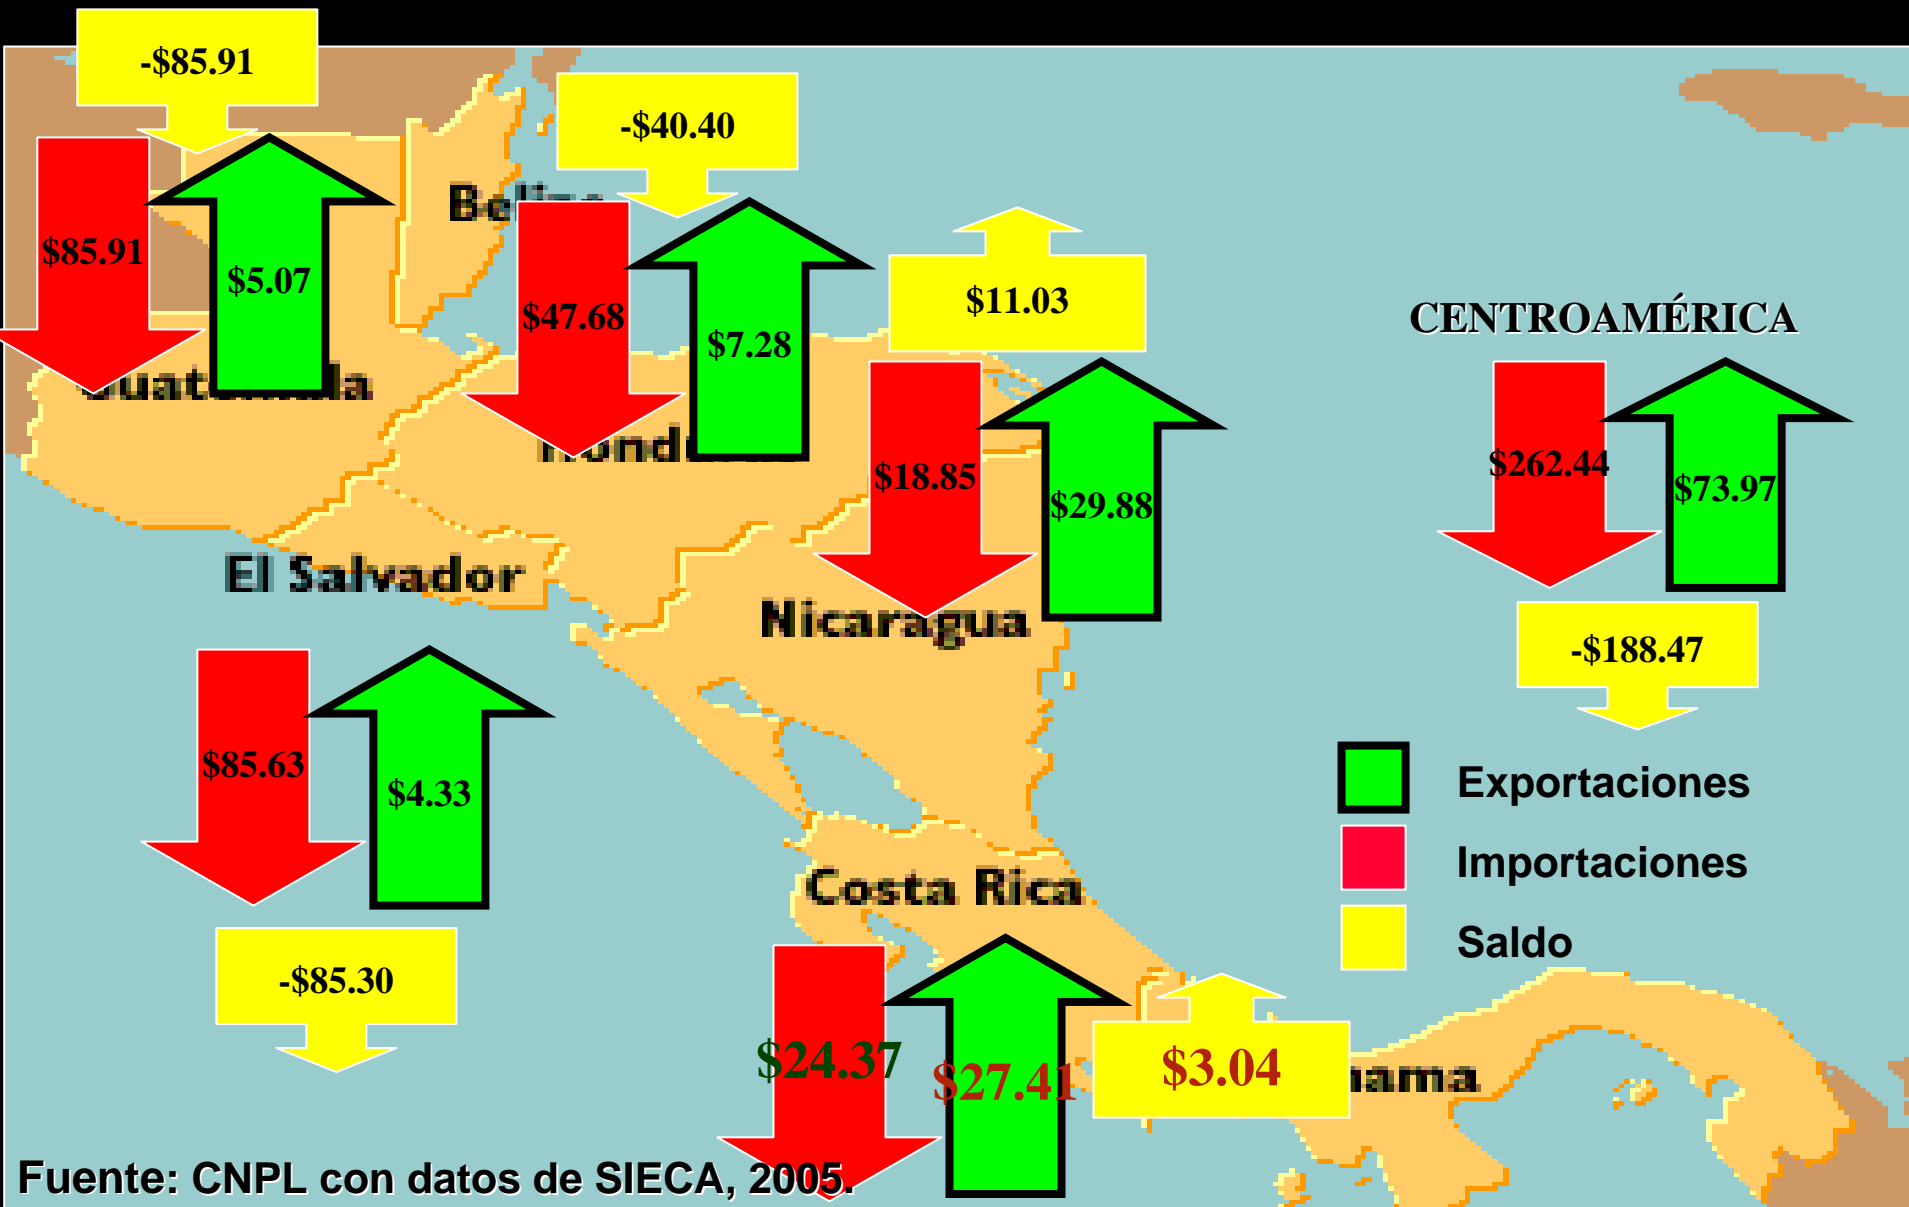 -$85.91
-$40.40
$85.91
$5.07
$47.68
$7.28
$11.03
$18.85
$29.88
CENTROAMÉRICA
$262.44
$73.97
-$188.47
El Salvador
Nicaragua
$85.63
$4.33
-$85.30
Exportaciones
Importaciones
Saldo
Costa Rica
$24.37
$27.41
$3.04
Fuente: CNPL con datos de SIECA, 2005.